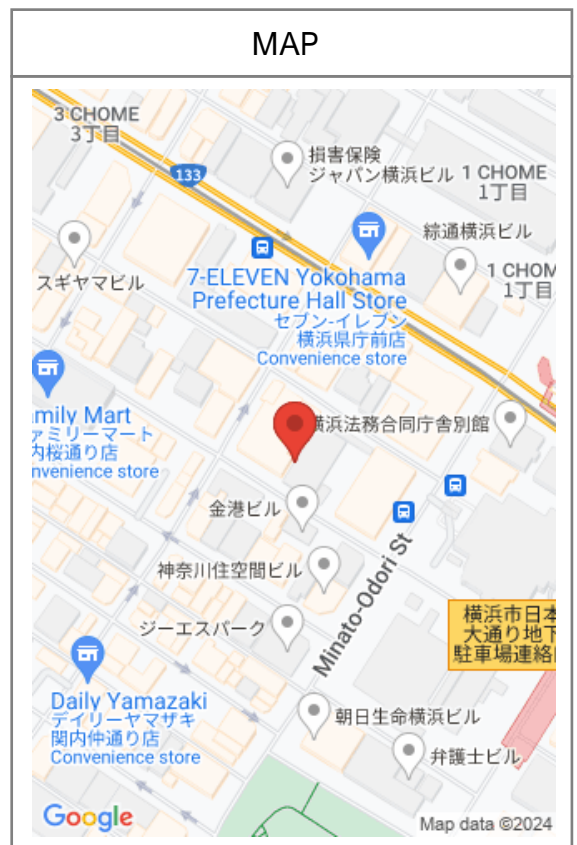 MAP
3 CHOME
3丁目
133
損害保険
ジャパン横浜ビル
1 CHOME
1丁目
綜通横浜ビル
スギヤマビル
7-ELEVEN Yokohama
Prefecture Hall Store
セブン-イレブン
横浜県庁前店
Convenience store
1 CHOM
1丁目
mily Mart
ァミリーマート
内桜通り店
nvenience store
横浜法務合同庁舎別館
金港ビル
神奈川住空間ビル
Minato-Odori St
ジーエスパーク
横浜市日本
大通り地下
駐車場連絡
Daily Yamazaki
デイリーヤマザキ
関内仲通り店
Convenience store
朝日生命横浜ビル
弁護士ビル
Google
Map data ©2024